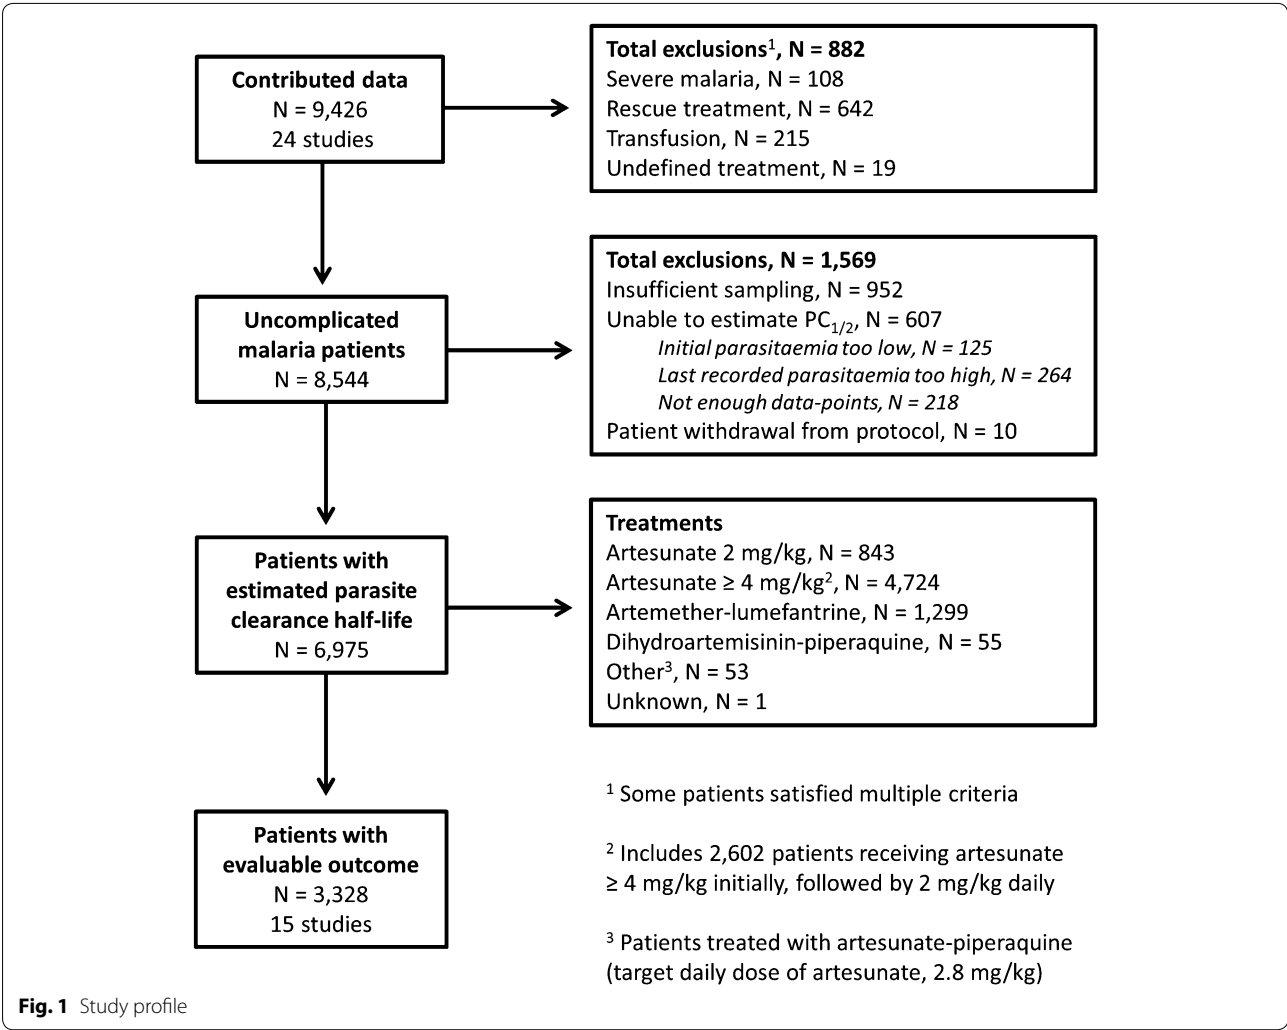 Contributed data
N = 9,426
24 studies
Total exclusions¹, N = 882
Severe malaria, N = 108
Rescue treatment, N = 642
Transfusion, N = 215
Undefined treatment, N = 19
Uncomplicated
malaria patients
N = 8,544
Total exclusions, N = 1,569
Insufficient sampling, N = 952
Unable to estimate PC1/2, N = 607
Initial parasitaemia too low, N = 125
Last recorded parasitaemia too high, N = 264
Not enough data-points, N = 218
Patient withdrawal from protocol, N = 10
Patients with
estimated parasite
clearance half-life
N = 6,975
Treatments
Artesunate 2 mg/kg, N = 843
Artesunate ≥ 4 mg/kg², N = 4,724
Artemether-lumefantrine, N = 1,299
Dihydroartemisinin-piperaquine, N = 55
Other³, N = 53
Unknown, N = 1
Patients with
evaluable outcome
N = 3,328
15 studies
¹ Some patients satisfied multiple criteria
² Includes 2,602 patients receiving artesunate
≥ 4 mg/kg initially, followed by 2 mg/kg daily
³ Patients treated with artesunate-piperaquine
(target daily dose of artesunate, 2.8 mg/kg)
Fig. 1 Study profile